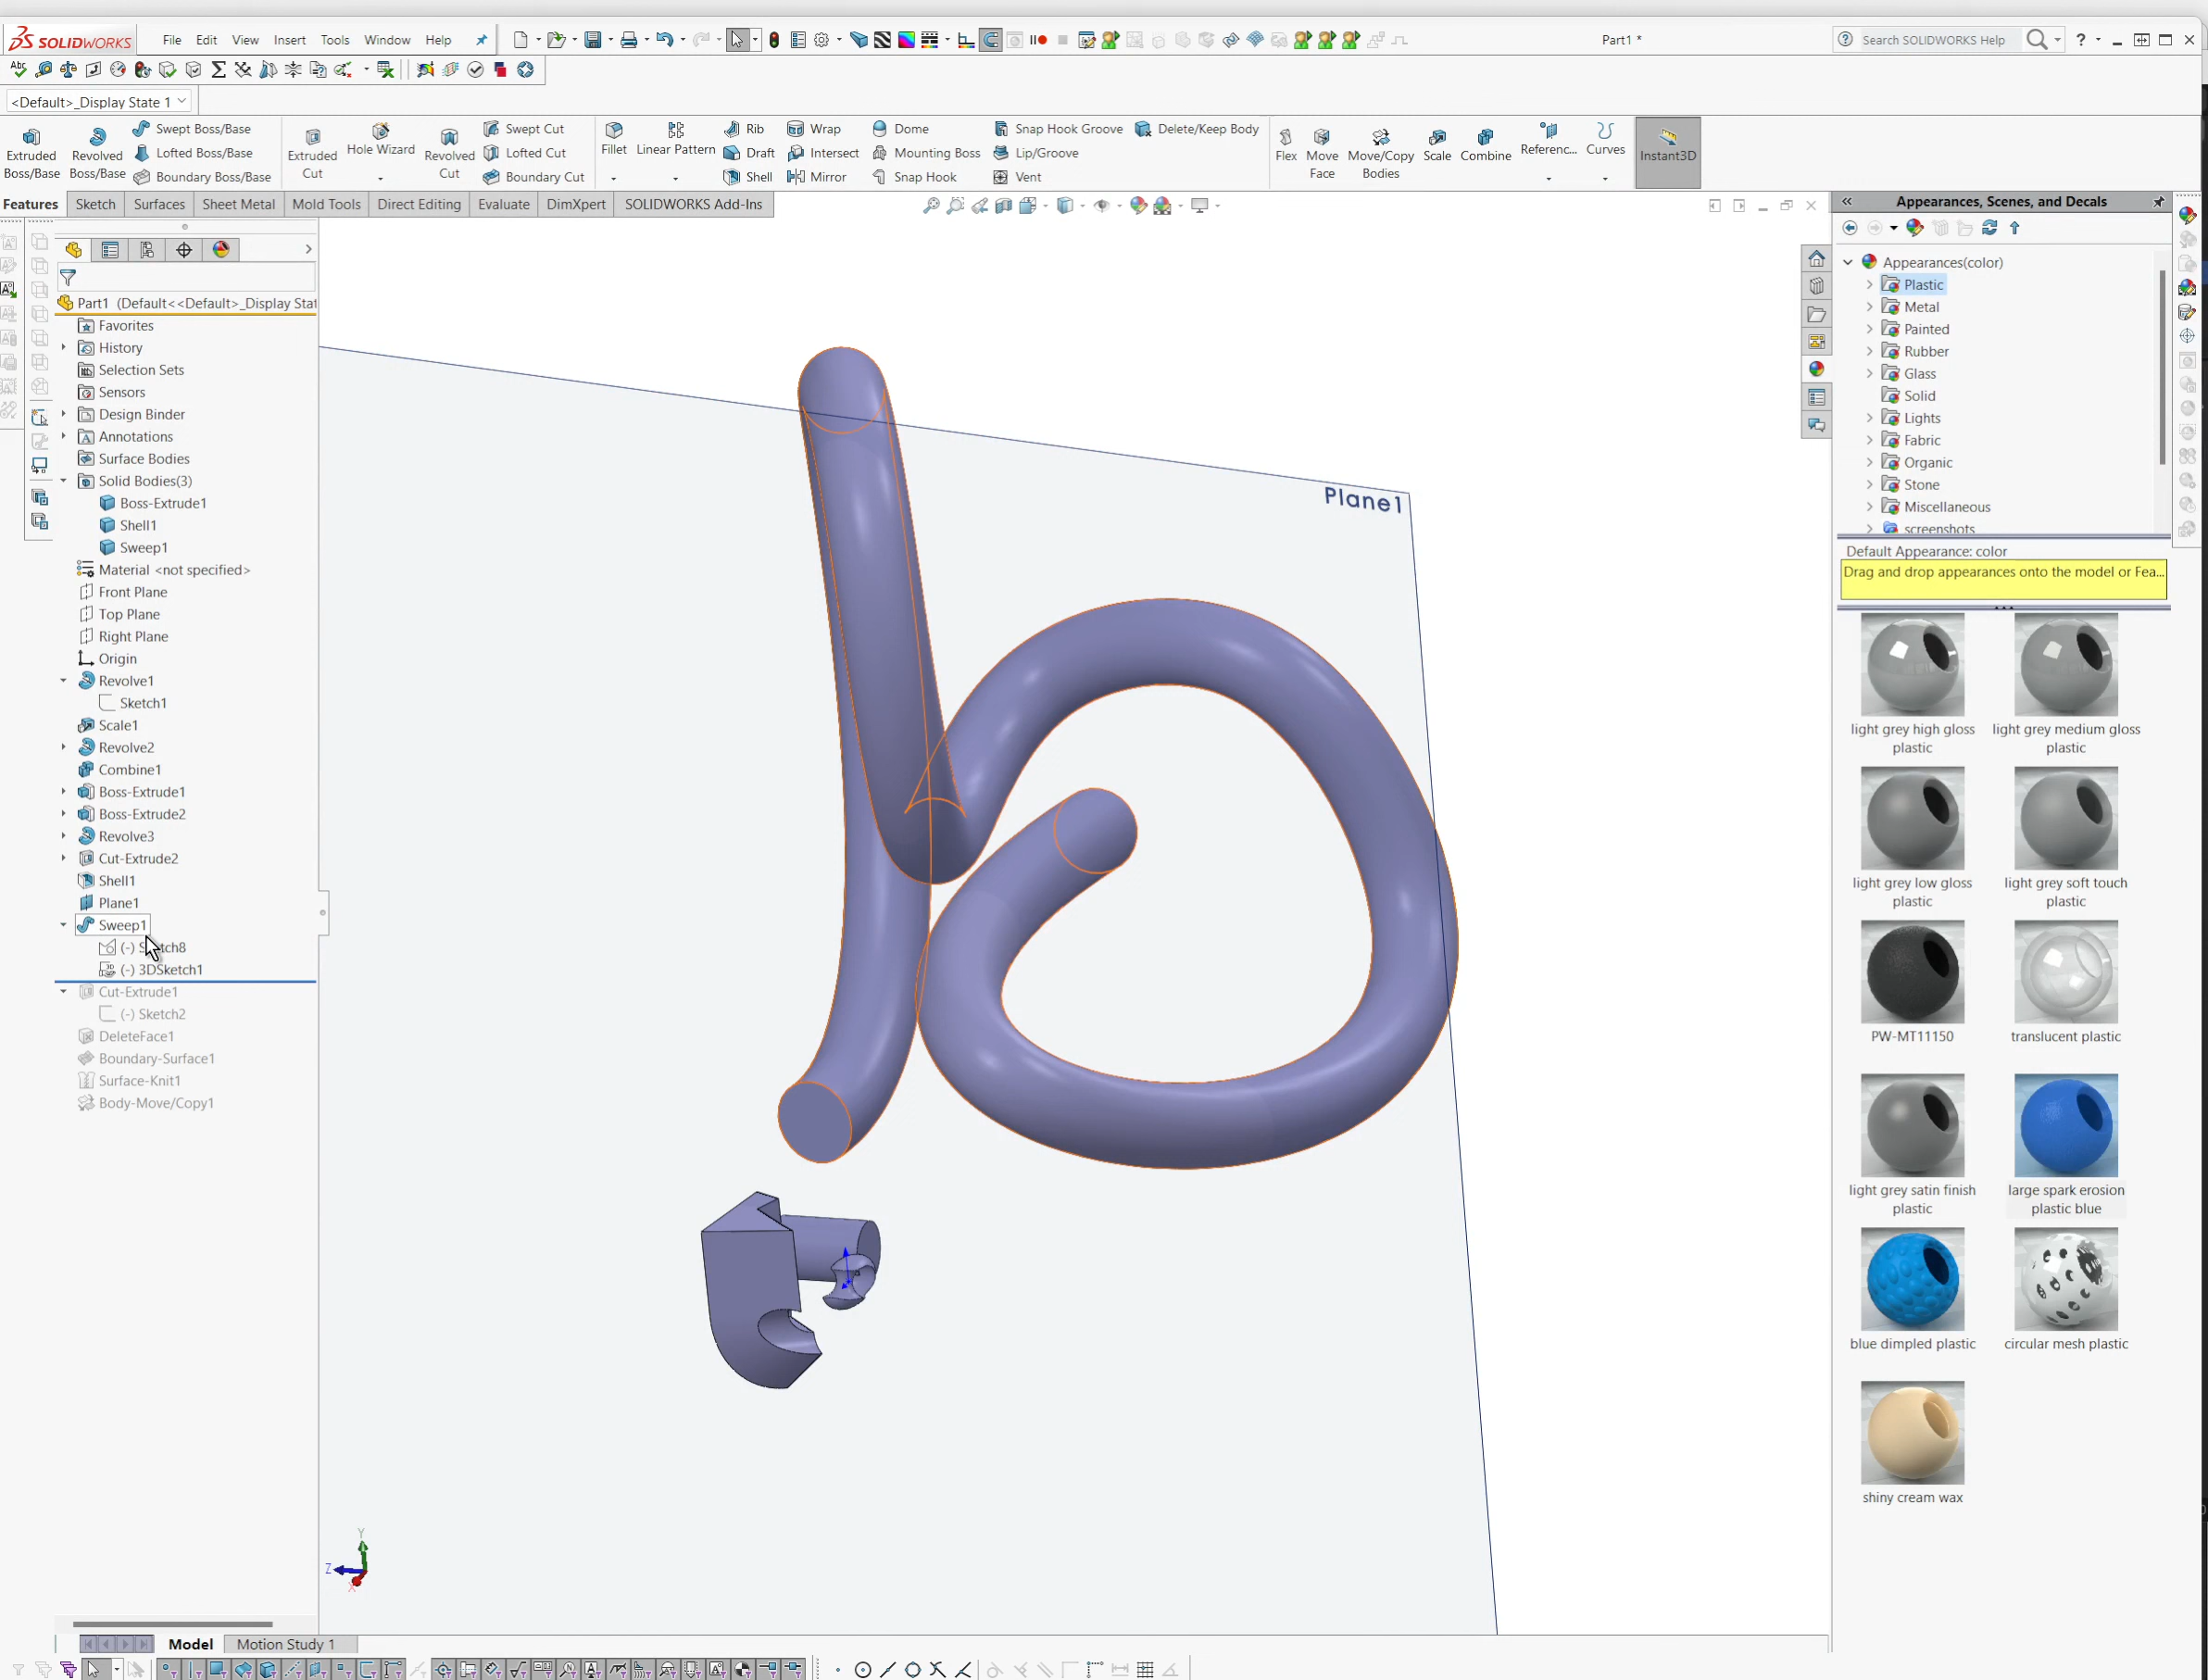 SOLIDWORKS File Edit View Insert Tools Window Help Part1 * Search SOLIDWORKS Help ?
<Default>_Display State 1
Extruded Boss/Base
Revolved Boss/Base
Swept Boss/Base
Lofted Boss/Base
Boundary Boss/Base
Extruded Cut
Hole Wizard
Revolved Cut
Swept Cut
Lofted Cut
Boundary Cut
Fillet
Linear Pattern
Rib
Draft
Shell
Wrap
Intersect
Mirror
Dome
Mounting Boss
Snap Hook
Snap Hook Groove
Lip/Groove
Vent
Delete/Keep Body
Flex
Move Face
Move/Copy Bodies
Scale
Combine
Referenc...
Curves
Instant3D
Features Sketch Surfaces Sheet Metal Mold Tools Direct Editing Evaluate DimXpert SOLIDWORKS Add-Ins
Part1 (Default<<Default>_Display Stat
Favorites
History
Selection Sets
Sensors
Design Binder
Annotations
Surface Bodies
Solid Bodies(3)
Boss-Extrude1
Shell1
Sweep1
Material <not specified>
Front Plane
Top Plane
Right Plane
Origin
Revolve1
Sketch1
Scale1
Revolve2
Combine1
Boss-Extrude1
Boss-Extrude2
Revolve3
Cut-Extrude2
Shell1
Plane1
Sweep1
(-) Sketch8
(-) 3DSketch1
Cut-Extrude1
(-) Sketch2
DeleteFace1
Boundary-Surface1
Surface-Knit1
Body-Move/Copy1
Plane1
Y
Z
X
Model Motion Study 1
Appearances, Scenes, and Decals
Appearances(color)
Plastic
Metal
Painted
Rubber
Glass
Solid
Lights
Fabric
Organic
Stone
Miscellaneous
screenshots
Default Appearance: color
Drag and drop appearances onto the model or Fea...
light grey high gloss plastic
light grey medium gloss plastic
light grey low gloss plastic
light grey soft touch plastic
PW-MT11150
translucent plastic
light grey satin finish plastic
large spark erosion plastic blue
blue dimpled plastic
circular mesh plastic
shiny cream wax